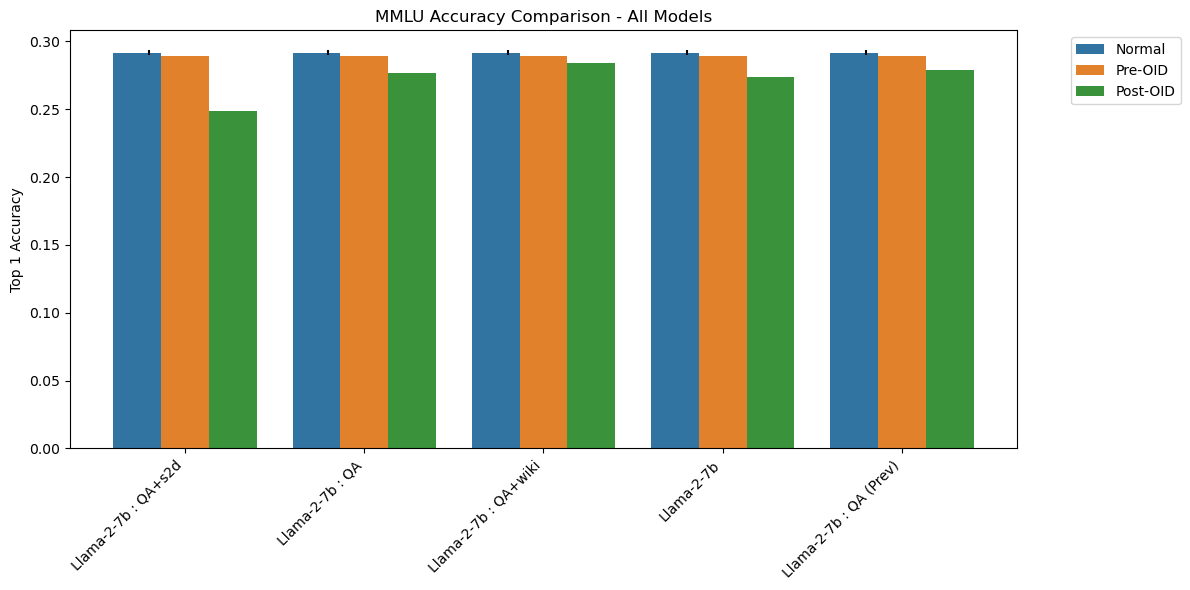 MMLU Accuracy Comparison - All Models
Normal
Pre-OID
Post-OID
Top 1 Accuracy
0.30
0.25
0.20
0.15
0.10
0.05
0.00
Llama-2-7b : QA+s2d
Llama-2-7b : QA
Llama-2-7b : QA+wiki
Llama-2-7b
Llama-2-7b : QA (Prev)